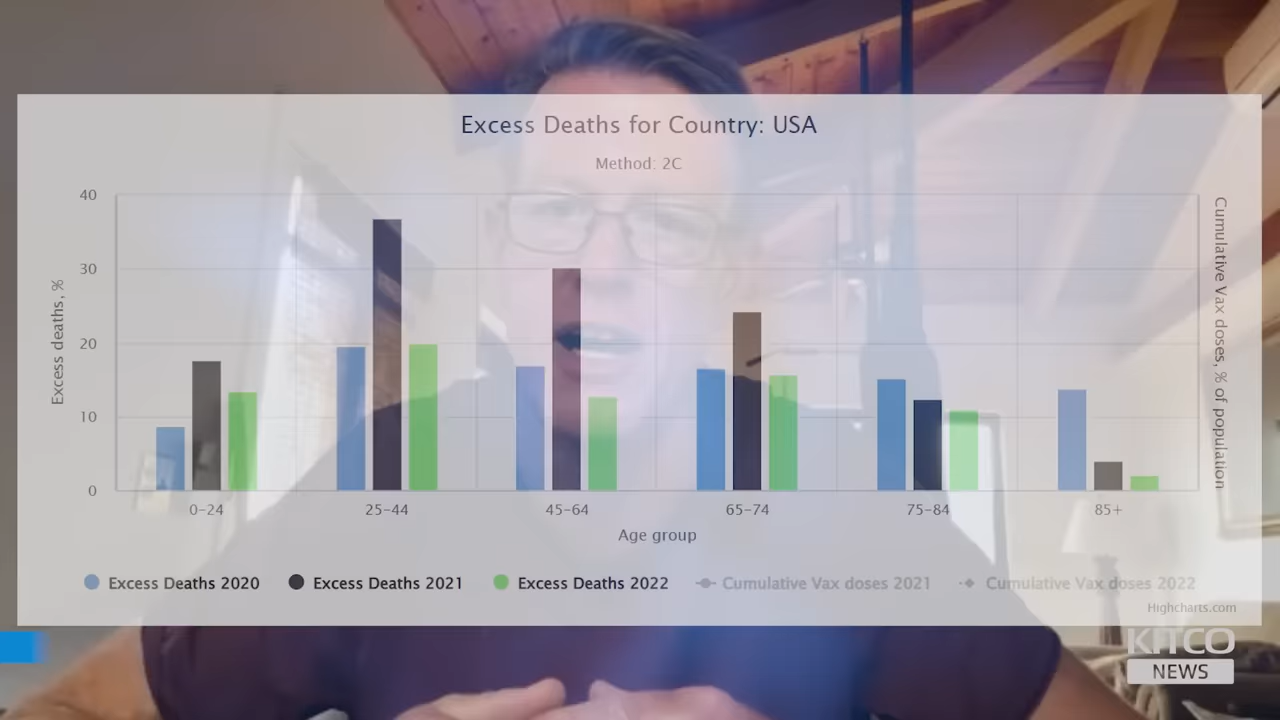 Excess Deaths for Country: USA
Method: 2C
Excess deaths, %
40
30
20
10
0
Cumulative Vax doses, % of population
0-24 25-44 45-64 65-74 75-84 85+
Age group
Excess Deaths 2020 Excess Deaths 2021 Excess Deaths 2022 Cumulative Vax doses 2021 Cumulative Vax doses 2022
Highcharts.com
KITCO
NEWS